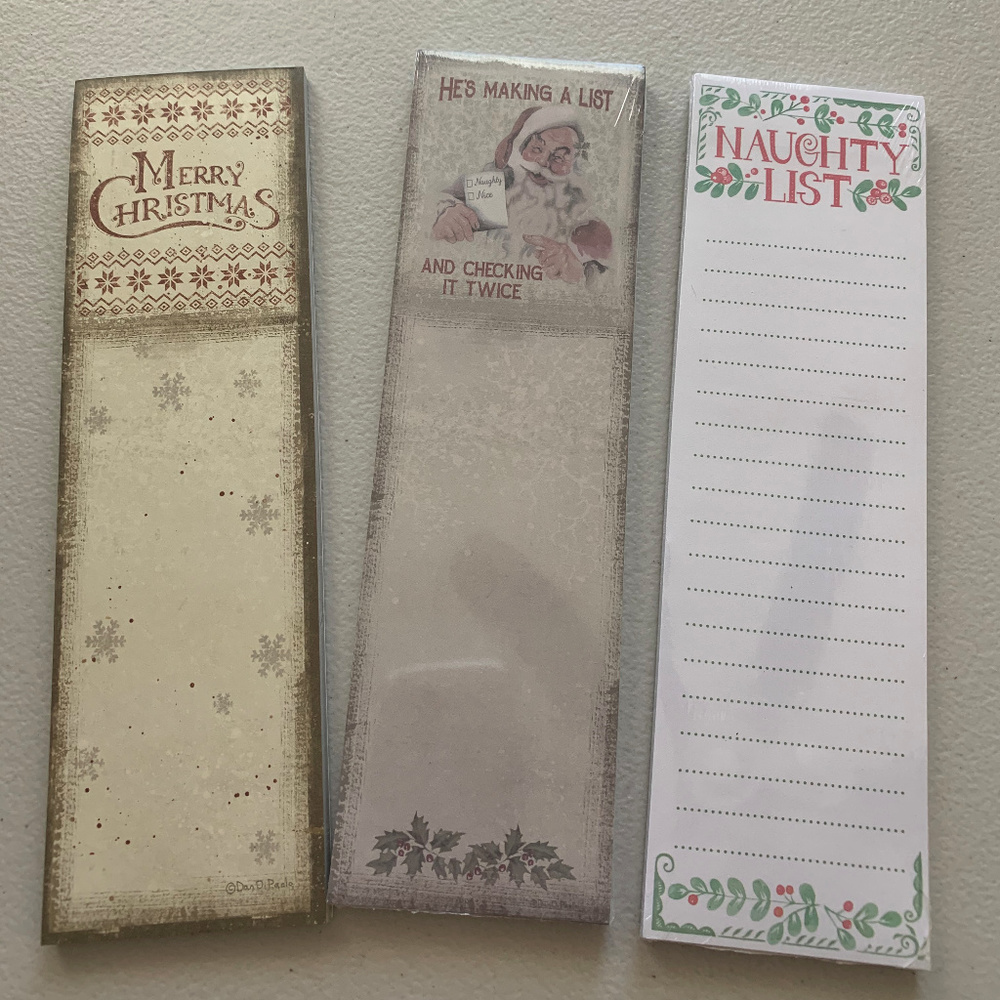 MERRY
CHRISTMAS
©Dan DiPaolo
HE'S MAKING A LIST
Naughty
Nice
AND CHECKING
IT TWICE
NAUGHTY
LIST